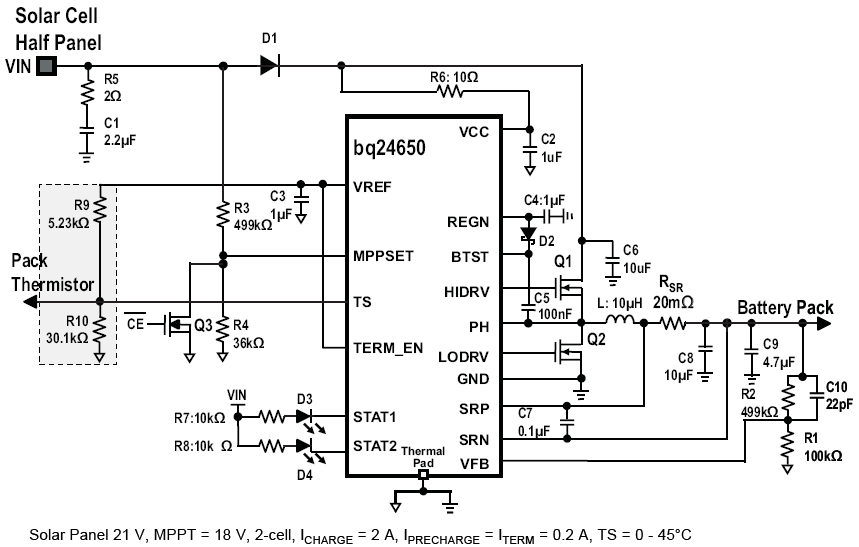 Solar Cell
Half Panel
VIN
D1
R5
2Ω
C1
2.2µF
R6: 10Ω
VCC
C2
1uF
bq24650
VREF
C3
1µF
R9
5.23kΩ
R3
499kΩ
REGN
C4:1µF
D2
BTST
Q1
C6
10uF
MPPSET
Pack
Thermistor
HIDRV
C5
100nF
L: 10µH
RSR
20mΩ
Battery Pack
TS
PH
R10
30.1kΩ
CE
Q3
R4
36kΩ
Q2
TERM_EN
LODRV
GND
C8
10µF
C9
4.7µF
R2
499kΩ
C10
22pF
VIN
D3
R7:10kΩ
STAT1
SRP
C7
0.1µF
R8:10k Ω
STAT2
D4
SRN
R1
100kΩ
Thermal
Pad
VFB
Solar Panel 21 V, MPPT = 18 V, 2-cell, ICHARGE = 2 A, IPRECHARGE = ITERM = 0.2 A, TS = 0 - 45°C